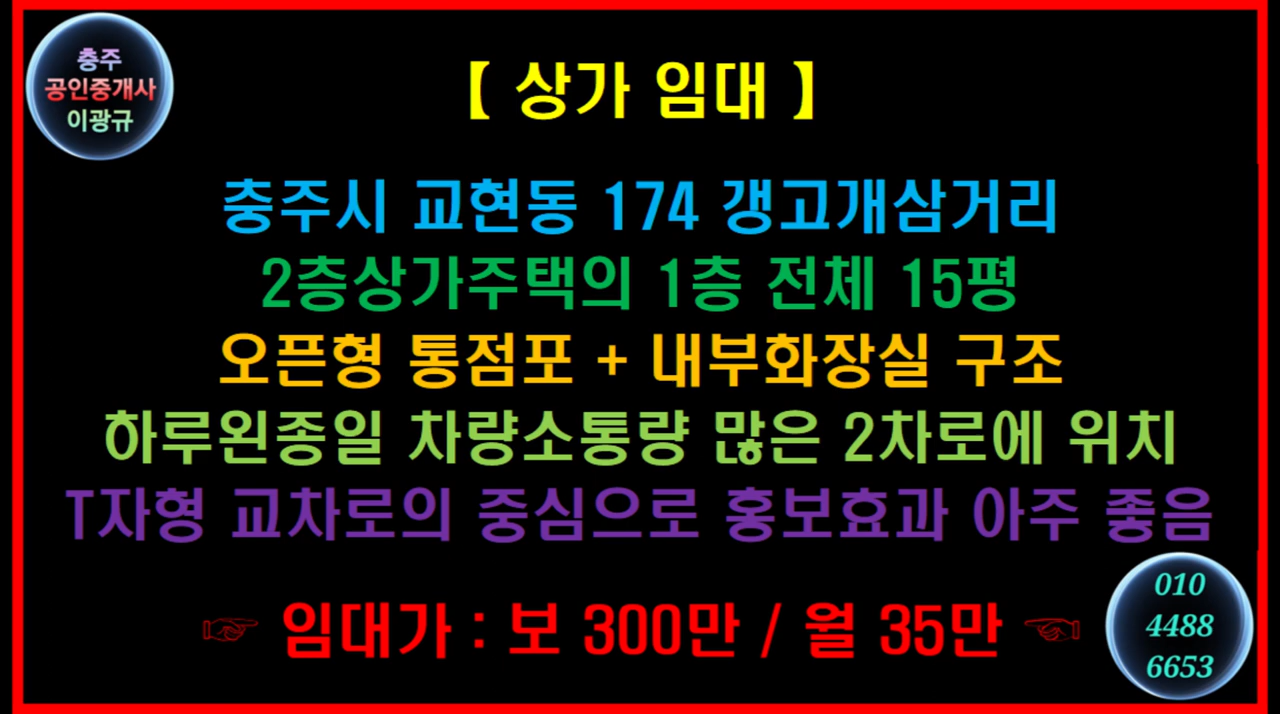 충주
공인중개사
이광규
【 상가 임대 】
충주시 교현동 174 갱고개삼거리
2층상가주택의 1층 전체 15평
오픈형 통점포 + 내부화장실 구조
하루왼종일 차량소통량 많은 2차로에 위치
T자형 교차로의 중심으로 홍보효과 아주 좋음
☞ 임대가 : 보 300만 / 월 35만 ☜
010
4488
6653